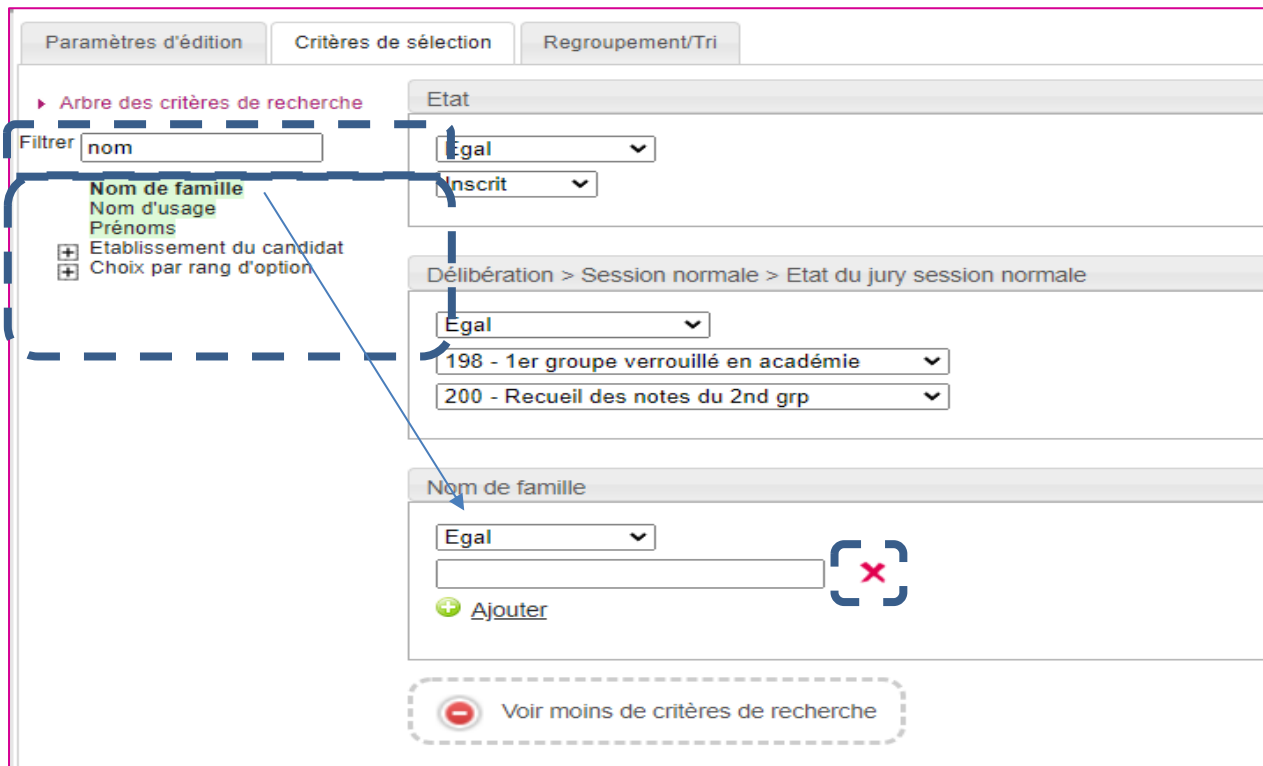 Paramètres d'édition
Critères de sélection
Regroupement/Tri
Arbre des critères de recherche
Filtrer nom
Nom de famille
Nom d'usage
Prénoms
Etablissement du candidat
Choix par rang d'option
Etat
Egal
Inscrit
Délibération > Session normale > Etat du jury session normale
Egal
198 - 1er groupe verrouillé en académie
200 - Recueil des notes du 2nd grp
Nom de famille
Egal
Ajouter
Voir moins de critères de recherche